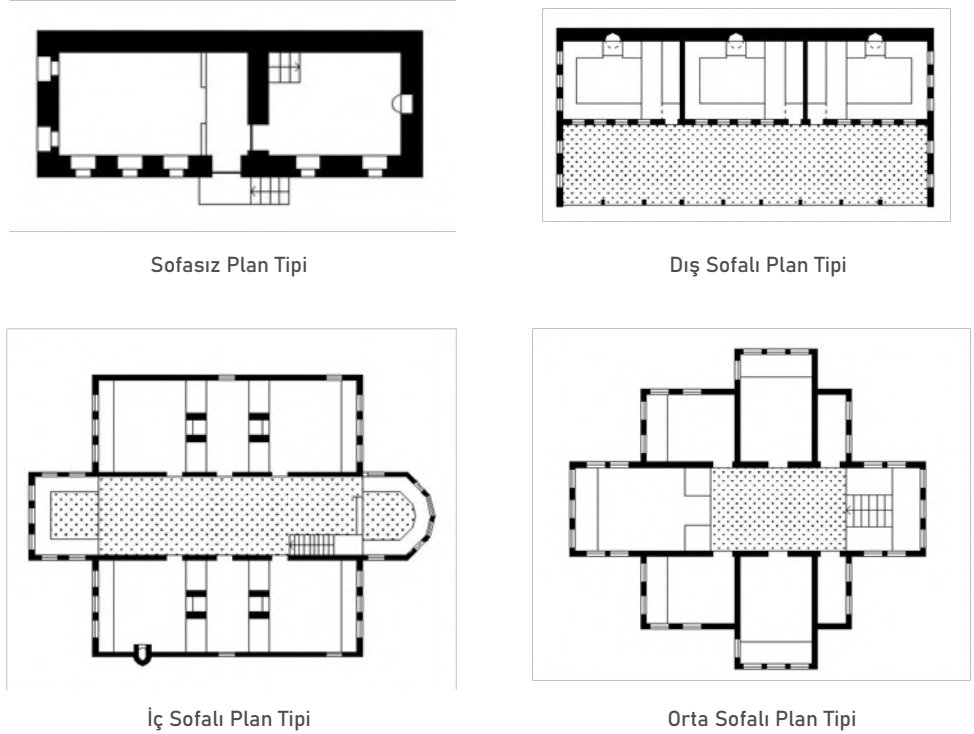 Sofasız Plan Tipi
Dış Sofalı Plan Tipi
İç Sofalı Plan Tipi
Orta Sofalı Plan Tipi